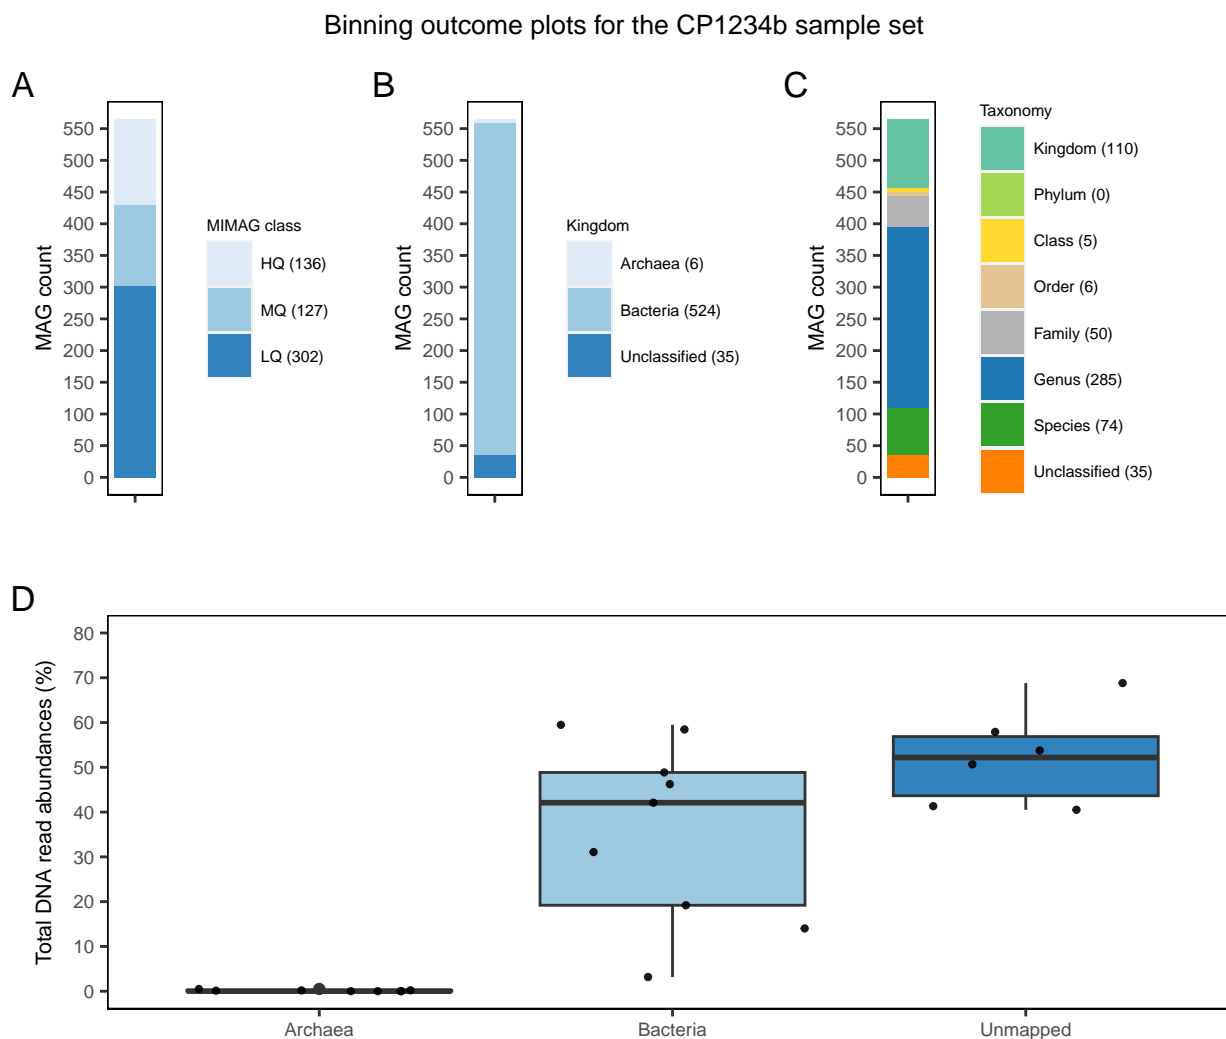 Binning outcome plots for the CP1234b sample set
A
MAG count
550
500
450
400
350
300
250
200
150
100
50
0
MIMAG class
HQ (136)
MQ (127)
LQ (302)
B
MAG count
550
500
450
400
350
300
250
200
150
100
50
0
Kingdom
Archaea (6)
Bacteria (524)
Unclassified (35)
C
MAG count
550
500
450
400
350
300
250
200
150
100
50
0
Taxonomy
Kingdom (110)
Phylum (0)
Class (5)
Order (6)
Family (50)
Genus (285)
Species (74)
Unclassified (35)
D
Total DNA read abundances (%)
80
70
60
50
40
30
20
10
0
Archaea
Bacteria
Unmapped